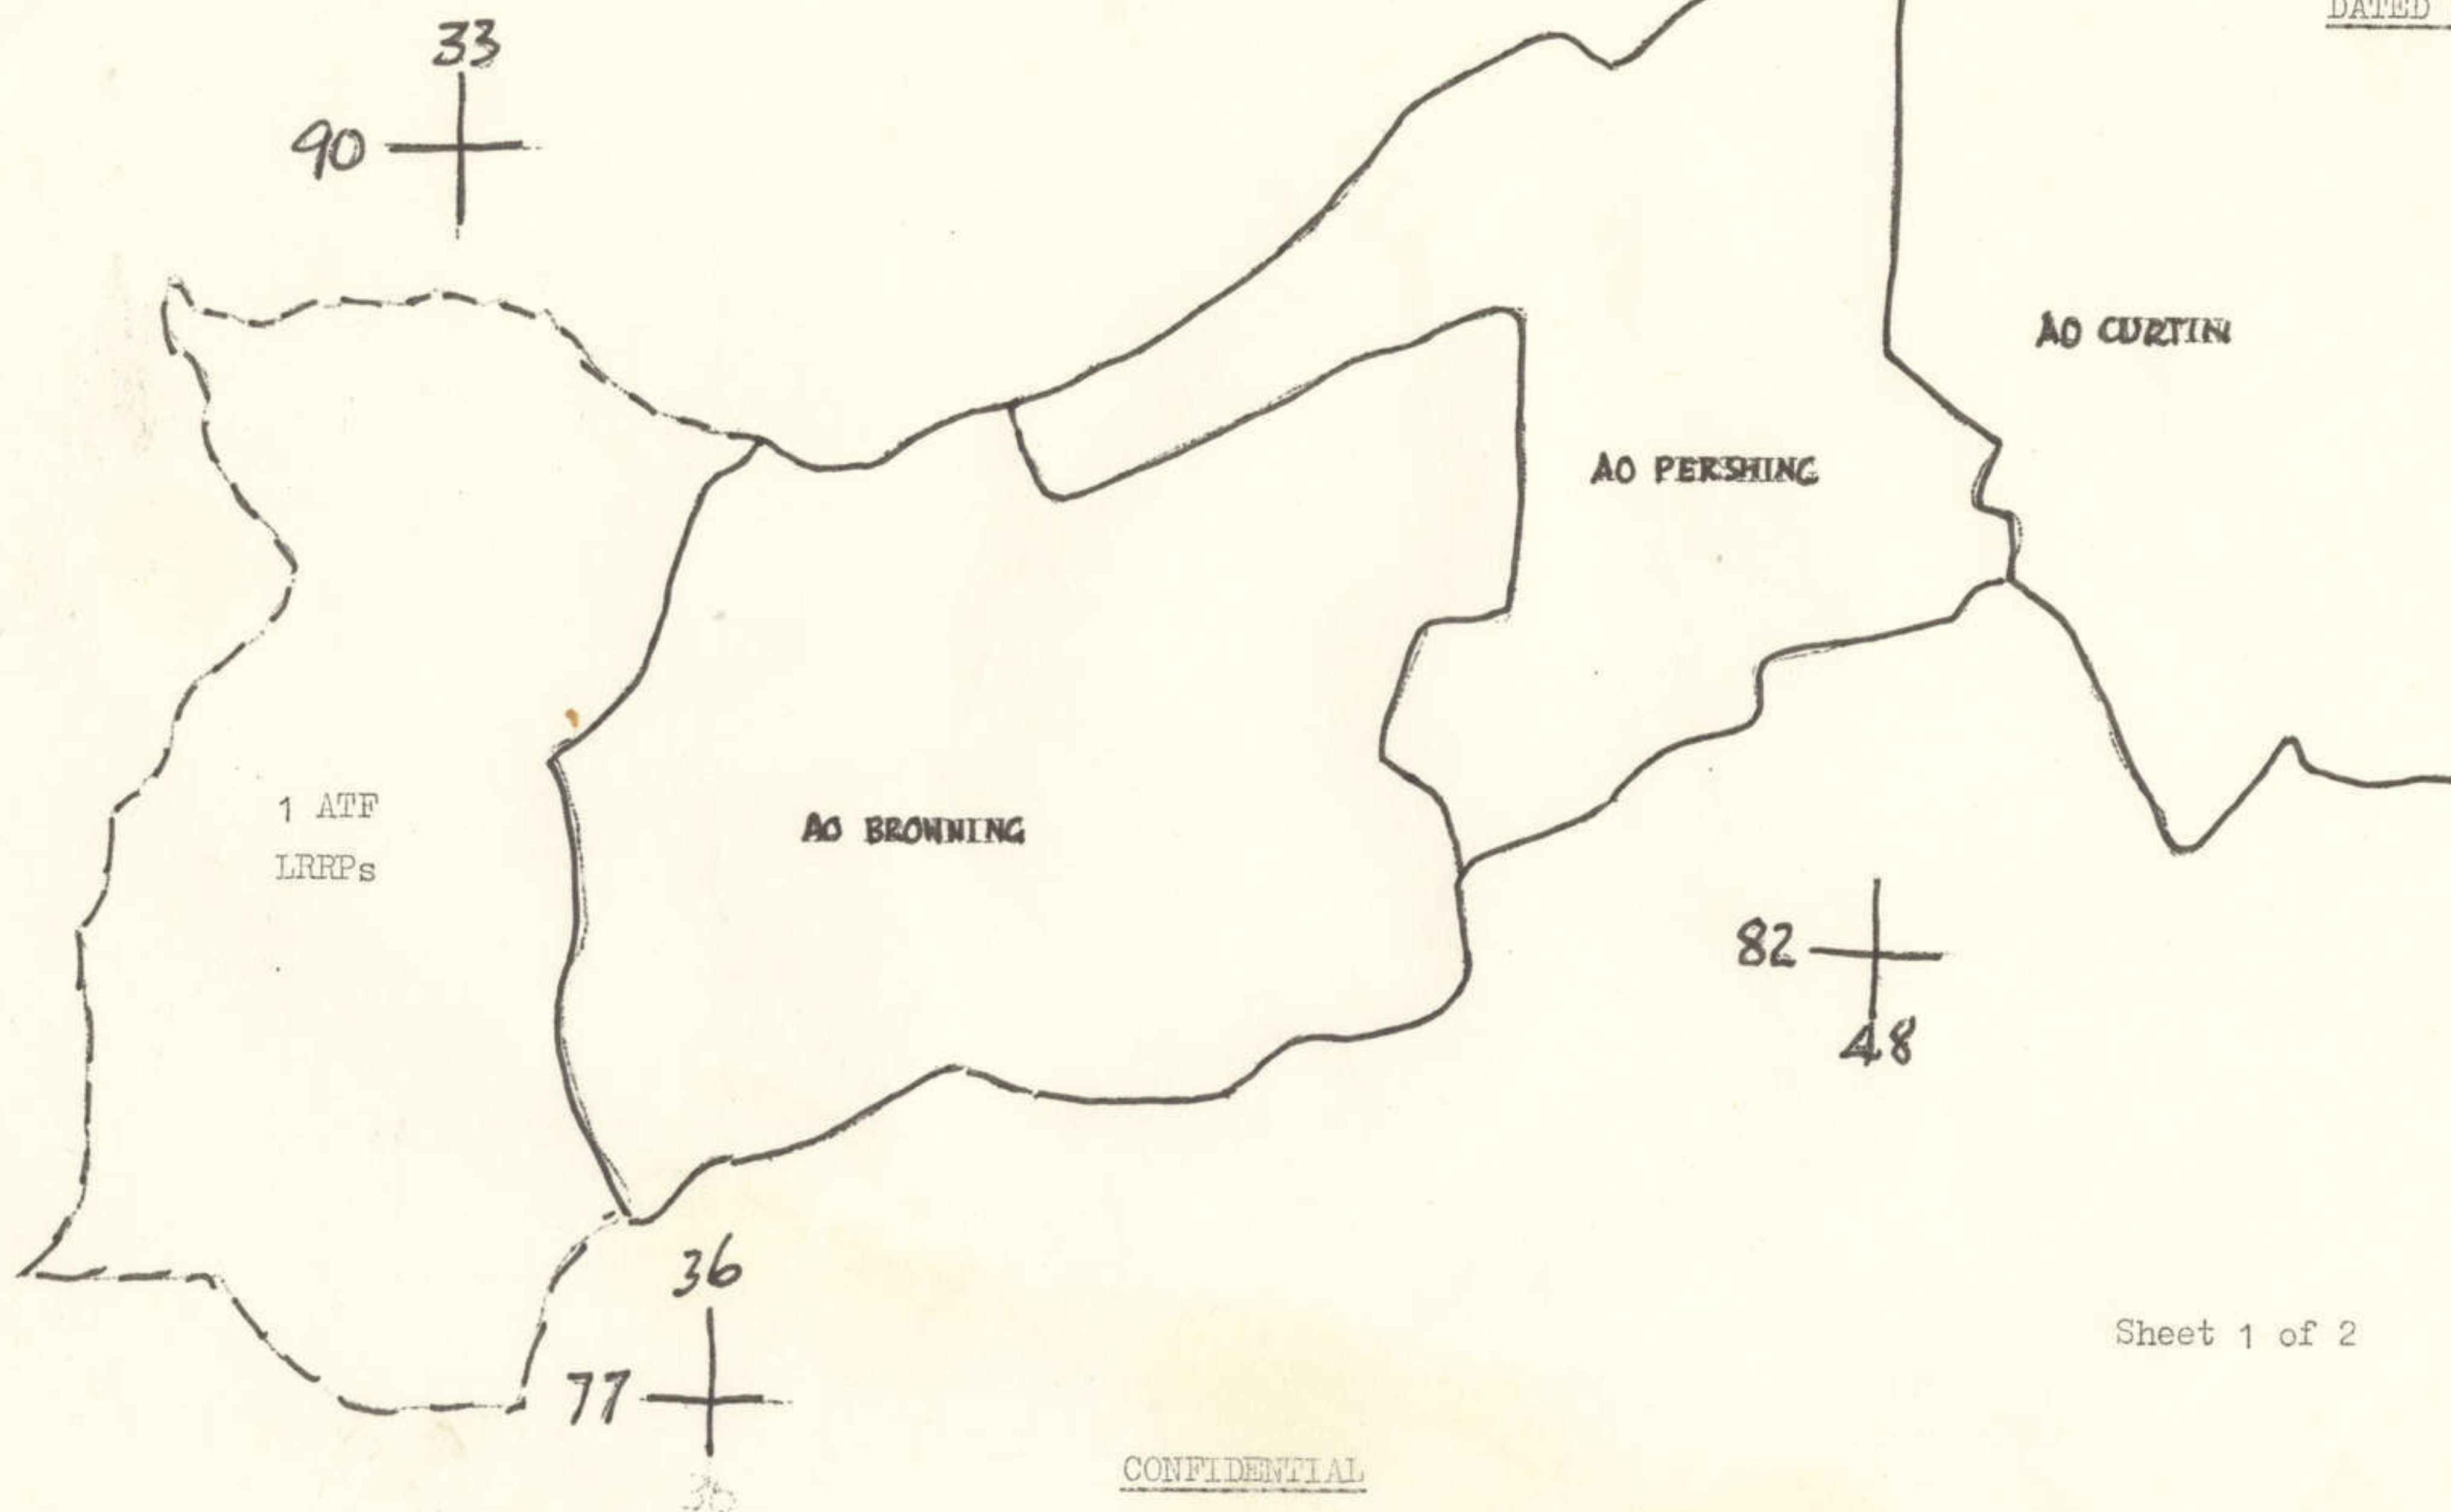 DATED
33
90
AO CURTIN
AO PERSHING
1 ATF
LRRPs
AO BROWNING
82
48
36
77
Sheet 1 of 2
CONFIDENTIAL